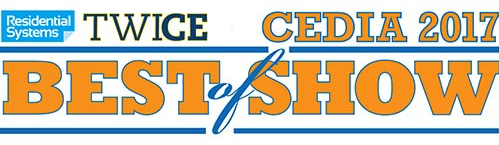 Residential
Systems
TWICE
CEDIA 2017
BEST of SHOW